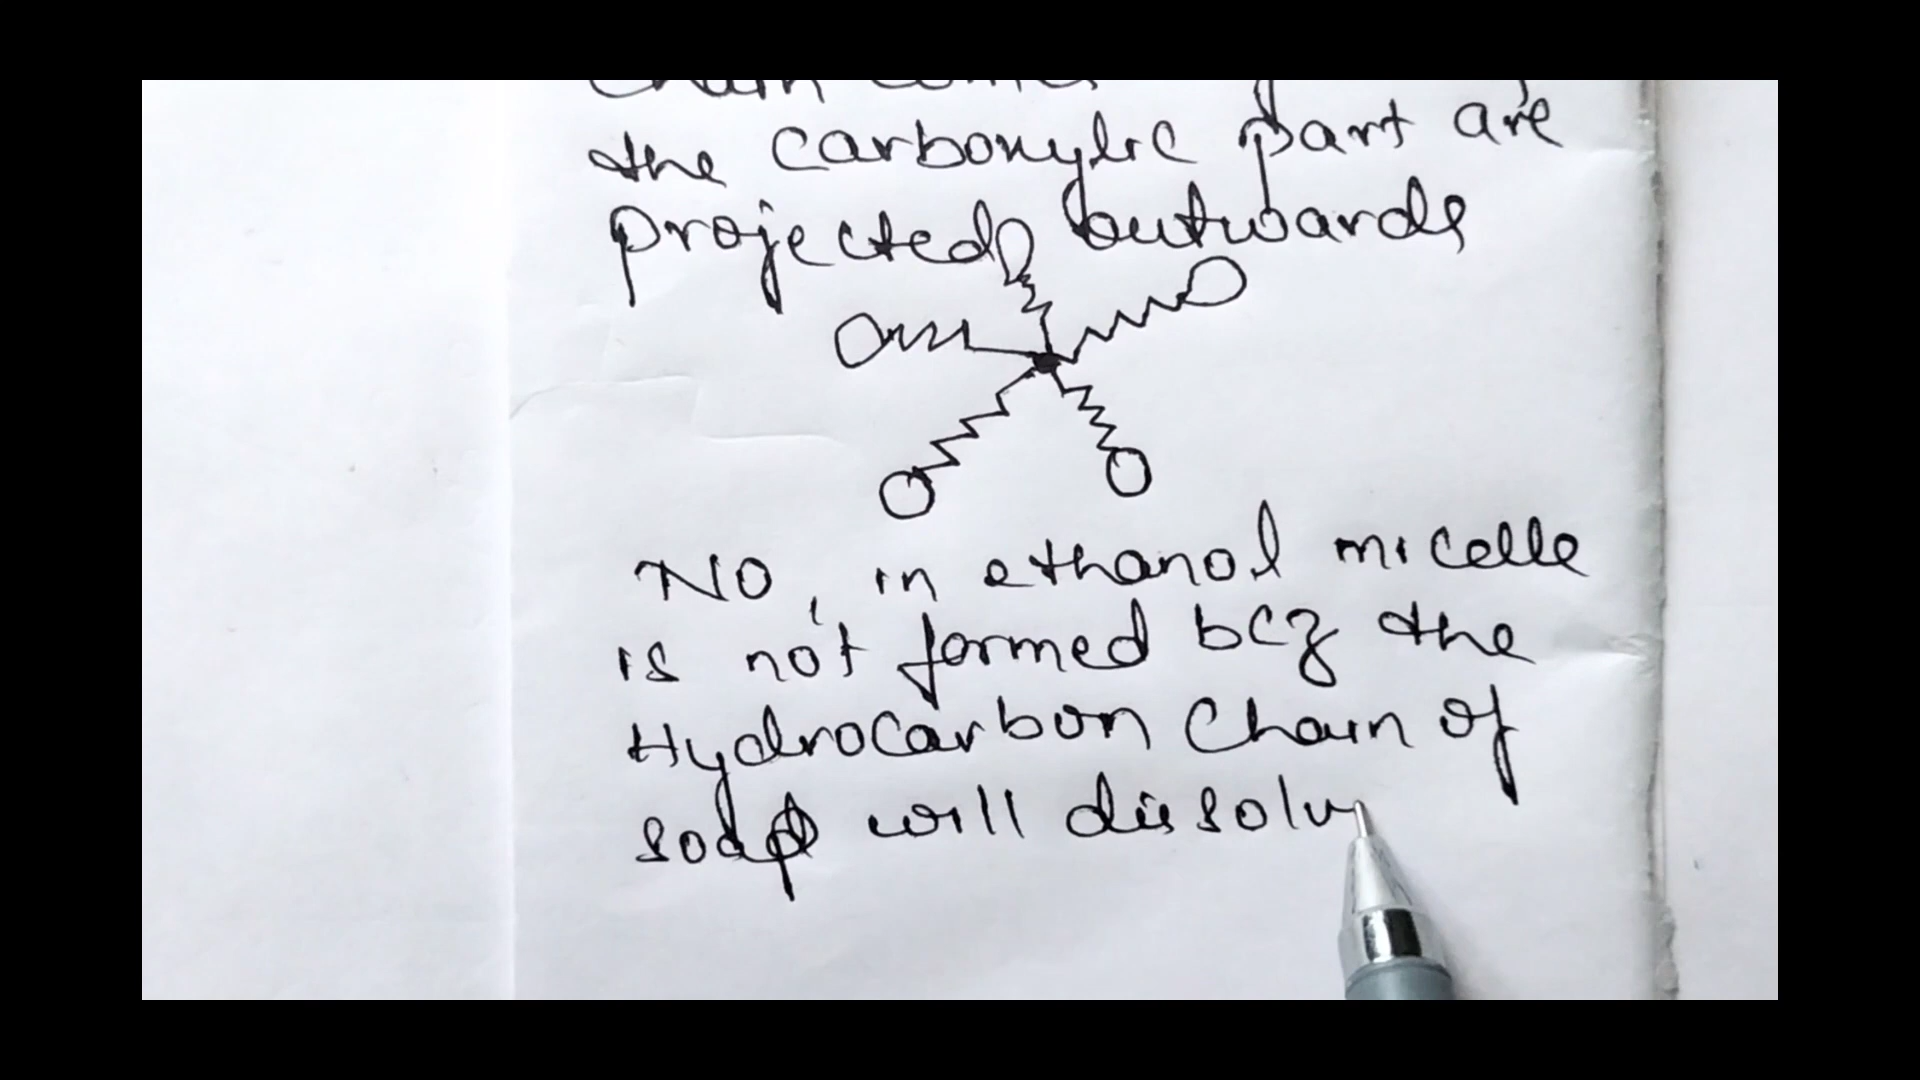 the carboxylic part are
projected outwards
NO, in ethanol micelle
is not formed bcz the
Hydrocarbon chain of
soap will dissolv